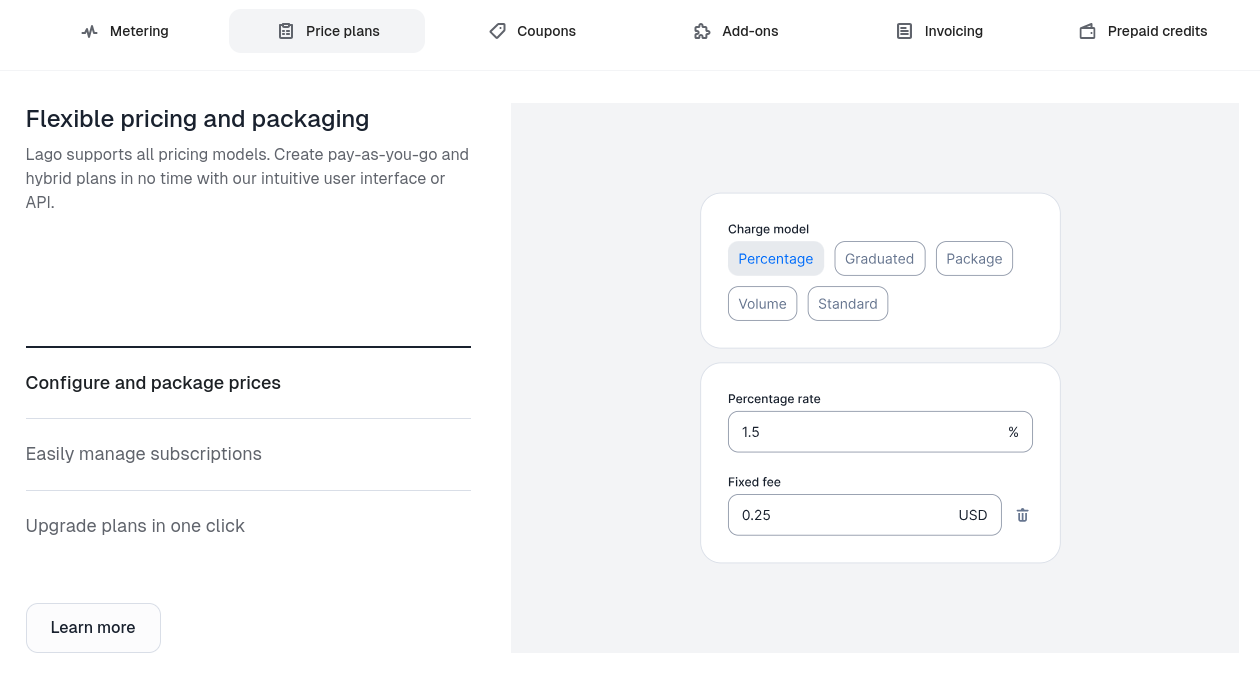 Metering
Price plans
Coupons
Add-ons
Invoicing
Prepaid credits
Flexible pricing and packaging
Lago supports all pricing models. Create pay-as-you-go and
hybrid plans in no time with our intuitive user interface or
API.
Configure and package prices
Easily manage subscriptions
Upgrade plans in one click
Learn more
Charge model
Percentage
Graduated
Package
Volume
Standard
Percentage rate
1.5 %
Fixed fee
0.25 USD